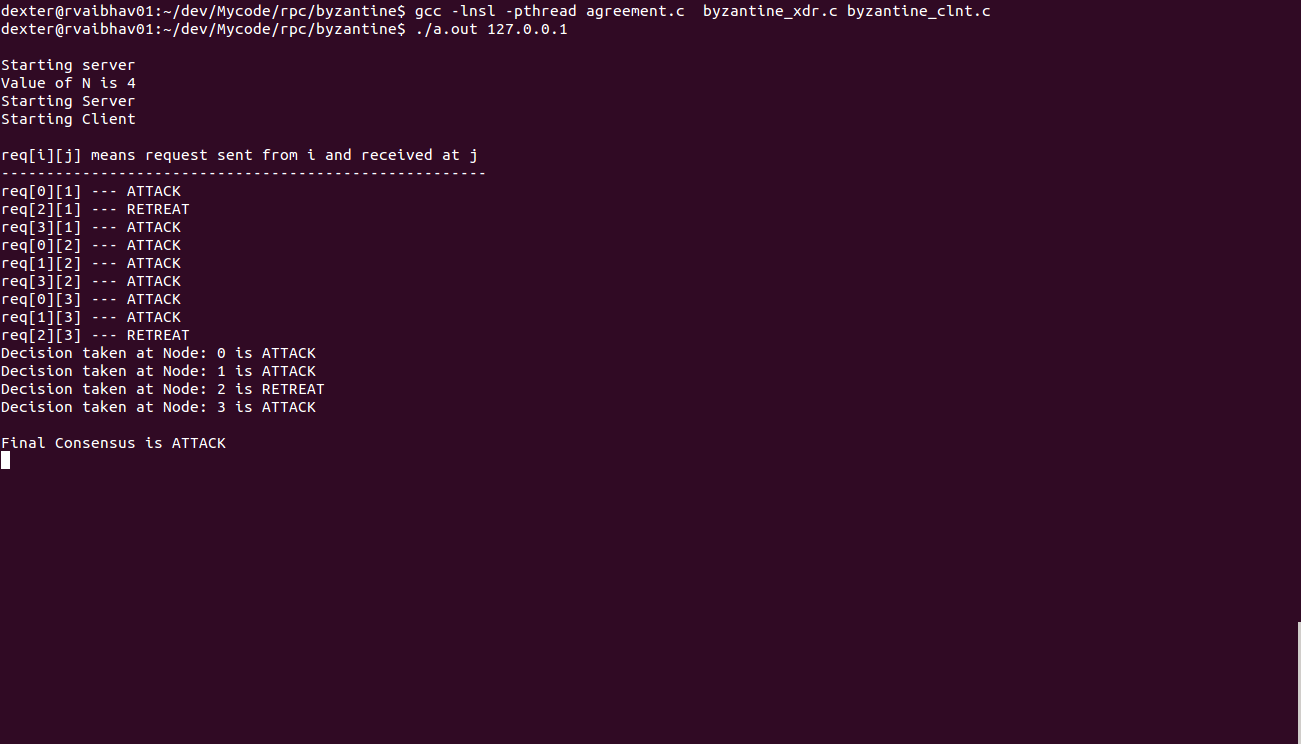 dexter@rvaibhav01:~/dev/Mycode/rpc/byzantine$ gcc -lnsl -pthread agreement.c  byzantine_xdr.c byzantine_clnt.c
dexter@rvaibhav01:~/dev/Mycode/rpc/byzantine$ ./a.out 127.0.0.1
Starting server
Value of N is 4
Starting Server
Starting Client
req[i][j] means request sent from i and received at j
------------------------------------------------------
req[0][1] --- ATTACK
req[2][1] --- RETREAT
req[3][1] --- ATTACK
req[0][2] --- ATTACK
req[1][2] --- ATTACK
req[3][2] --- ATTACK
req[0][3] --- ATTACK
req[1][3] --- ATTACK
req[2][3] --- RETREAT
Decision taken at Node: 0 is ATTACK
Decision taken at Node: 1 is ATTACK
Decision taken at Node: 2 is RETREAT
Decision taken at Node: 3 is ATTACK
Final Consensus is ATTACK